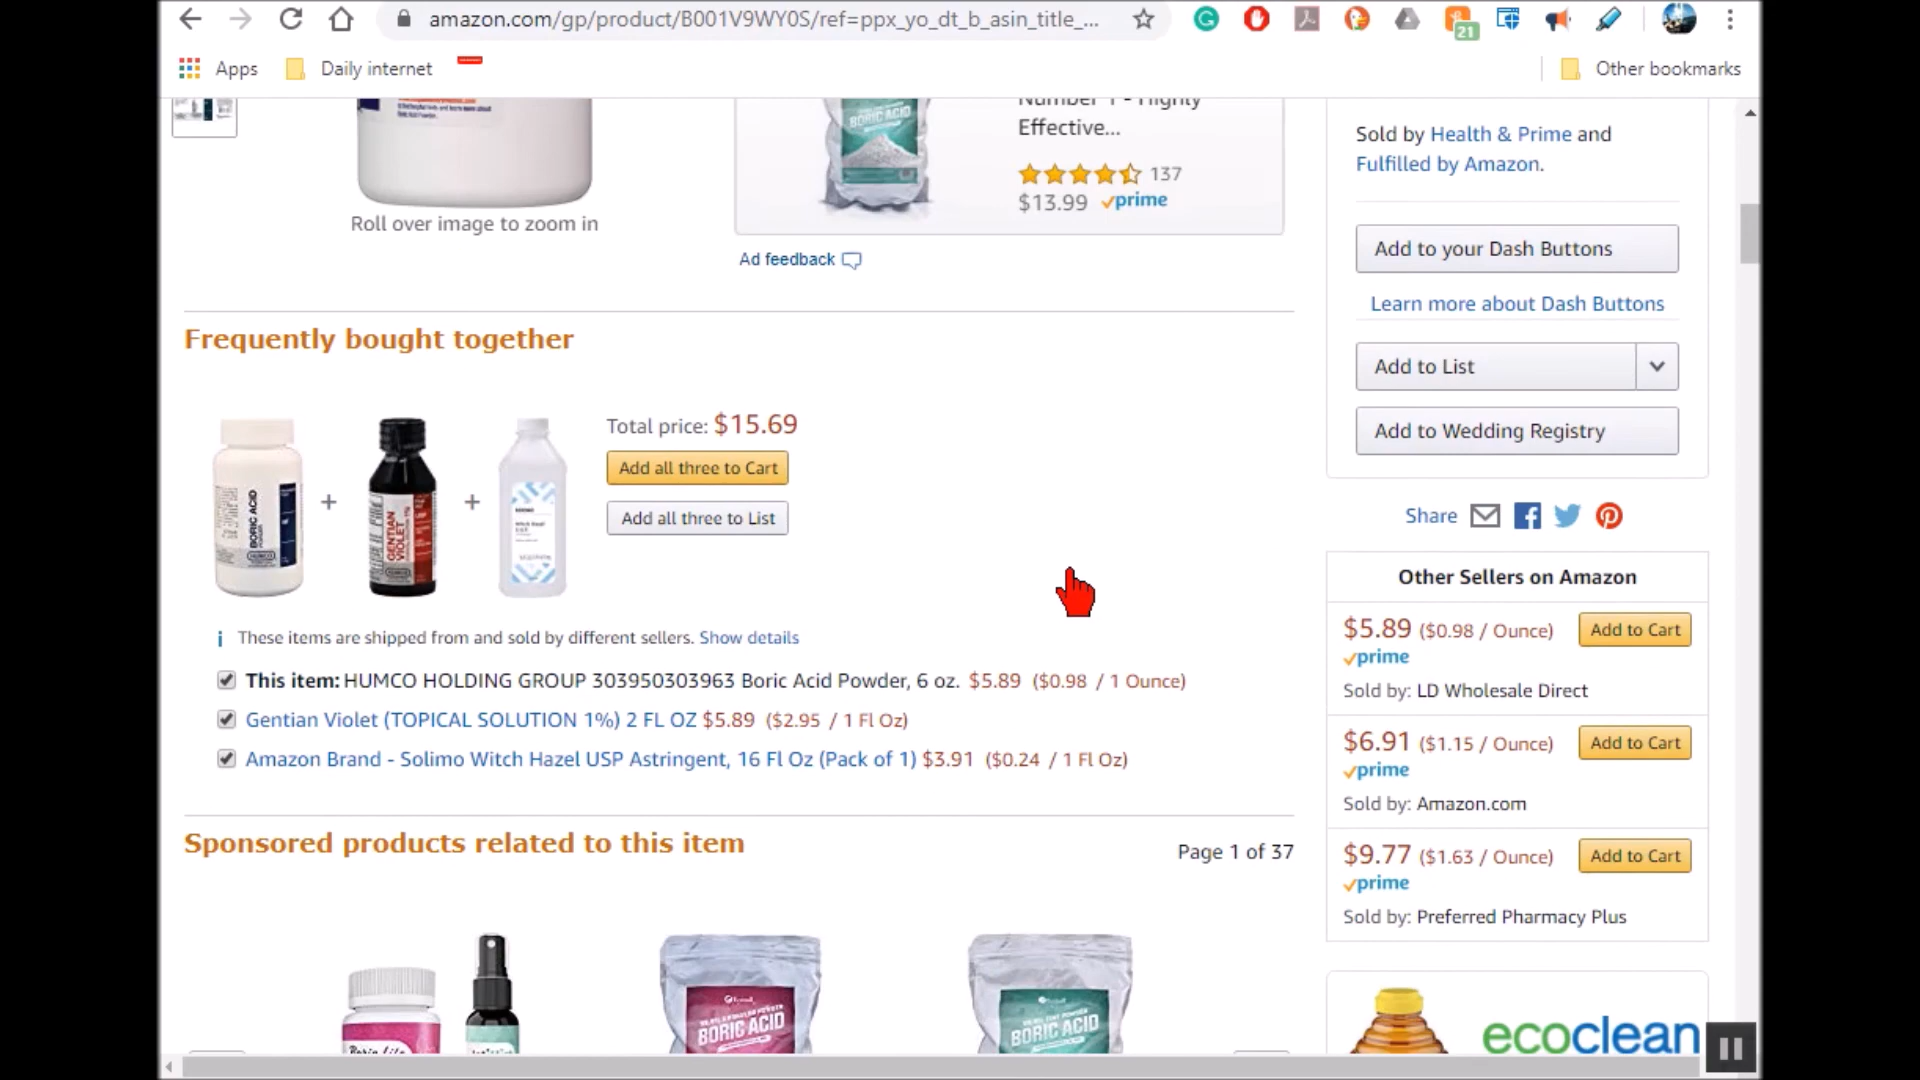 amazon.com/gp/product/B001V9WY0S/ref=ppx_yo_dt_b_asin_title_...
21
Apps
Daily internet
Other bookmarks
Number 1 - Highly
Effective...
BORIC ACID
137
$13.99 prime
Roll over image to zoom in
Ad feedback
Sold by Health & Prime and
Fulfilled by Amazon.
Add to your Dash Buttons
Learn more about Dash Buttons
Add to List
Add to Wedding Registry
Share
Frequently bought together
BORIC ACID
+
GENTIAN VIOLET
+
Total price: $15.69
Add all three to Cart
Add all three to List
i These items are shipped from and sold by different sellers. Show details
This item: HUMCO HOLDING GROUP 303950303963 Boric Acid Powder, 6 oz. $5.89 ($0.98 / 1 Ounce)
Gentian Violet (TOPICAL SOLUTION 1%) 2 FL OZ $5.89 ($2.95 / 1 Fl Oz)
Amazon Brand - Solimo Witch Hazel USP Astringent, 16 Fl Oz (Pack of 1) $3.91 ($0.24 / 1 Fl Oz)
Other Sellers on Amazon
$5.89 ($0.98 / Ounce) Add to Cart
prime
Sold by: LD Wholesale Direct
$6.91 ($1.15 / Ounce) Add to Cart
prime
Sold by: Amazon.com
$9.77 ($1.63 / Ounce) Add to Cart
prime
Sold by: Preferred Pharmacy Plus
Sponsored products related to this item
Page 1 of 37
BORIC ACID
BORIC ACID
ecoclean